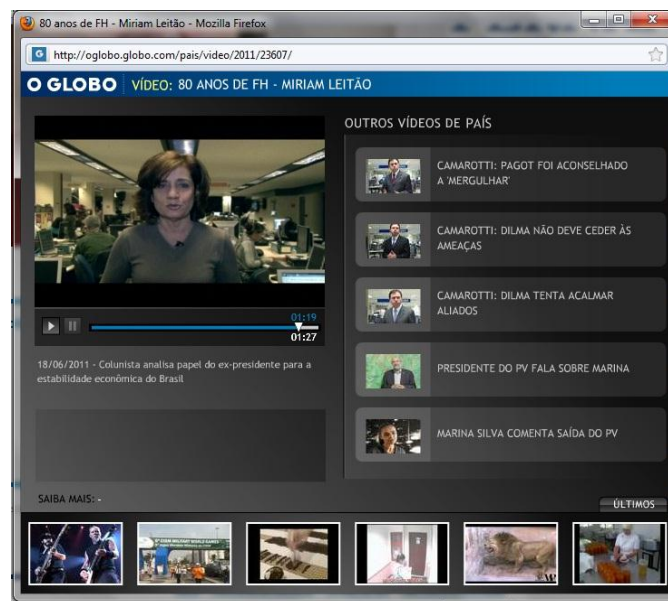 80 anos de FH - Miriam Leitão - Mozilla Firefox
http://oglobo.globo.com/pais/video/2011/23607/
O GLOBO VÍDEO: 80 ANOS DE FH - MIRIAM LEITÃO
OUTROS VÍDEOS DE PAÍS
CAMAROTTI: PAGOT FOI ACONSELHADO
A 'MERGULHAR'
CAMAROTTI: DILMA NÃO DEVE CEDER ÀS
AMEAÇAS
CAMAROTTI: DILMA TENTA ACALMAR
ALIADOS
PRESIDENTE DO PV FALA SOBRE MARINA
MARINA SILVA COMENTA SAÍDA DO PV
01:19
01:27
18/06/2011 - Colunista analisa papel do ex-presidente para a
estabilidade econômica do Brasil
SAIBA MAIS: -
ÚLTIMOS